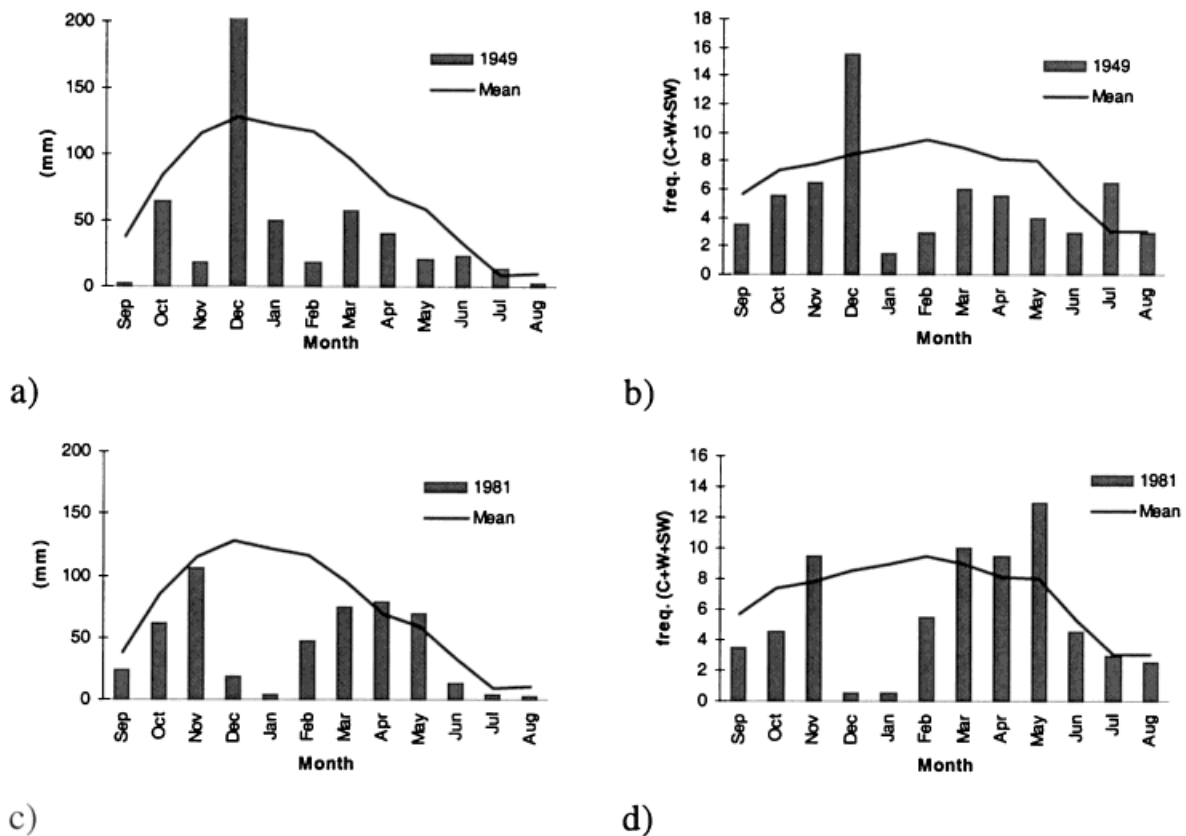 200
150
100
50
0
(mm)
1949
Mean
Sep Oct Nov Dec Jan Feb Mar Apr May Jun Jul Aug
Month
a)
18
16
14
12
10
8
6
4
2
0
freq. (C+W+SW)
1949
Mean
Sep Oct Nov Dec Jan Feb Mar Apr May Jun Jul Aug
Month
b)
200
150
100
50
0
(mm)
1981
Mean
Sep Oct Nov Dec Jan Feb Mar Apr May Jun Jul Aug
Month
c)
16
14
12
10
8
6
4
2
0
freq. (C+W+SW)
1981
Mean
Sep Oct Nov Dec Jan Feb Mar Apr May Jun Jul Aug
Month
d)